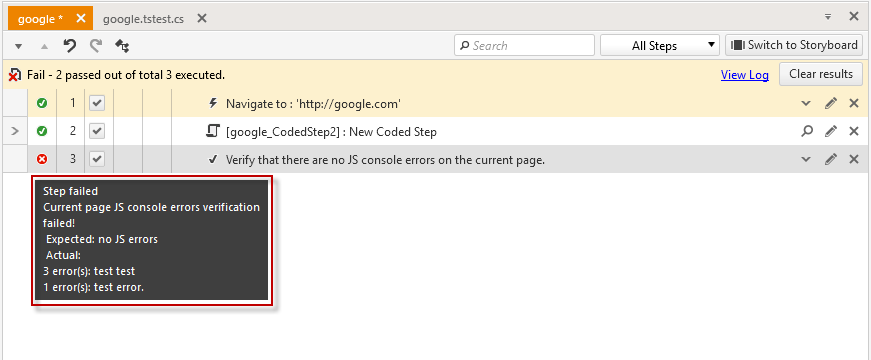 google * google.tstest.cs
Search All Steps Switch to Storyboard
Fail - 2 passed out of total 3 executed. View Log Clear results
1 Navigate to : 'http://google.com'
2 [google_CodedStep2] : New Coded Step
3 Verify that there are no JS console errors on the current page.
Step failed
Current page JS console errors verification
failed!
Expected: no JS errors
Actual:
3 error(s): test test
1 error(s): test error.